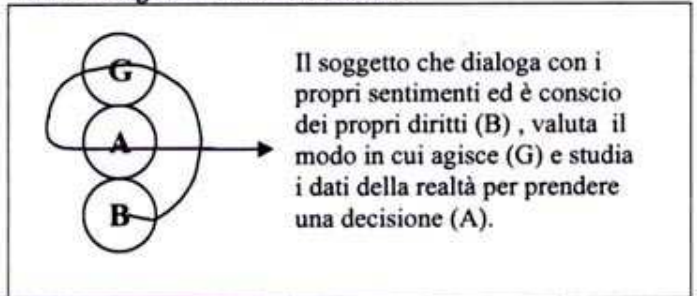 G
A
B
Il soggetto che dialoga con i
propri sentimenti ed è conscio
dei propri diritti (B) , valuta il
modo in cui agisce (G) e studia
i dati della realtà per prendere
una decisione (A).